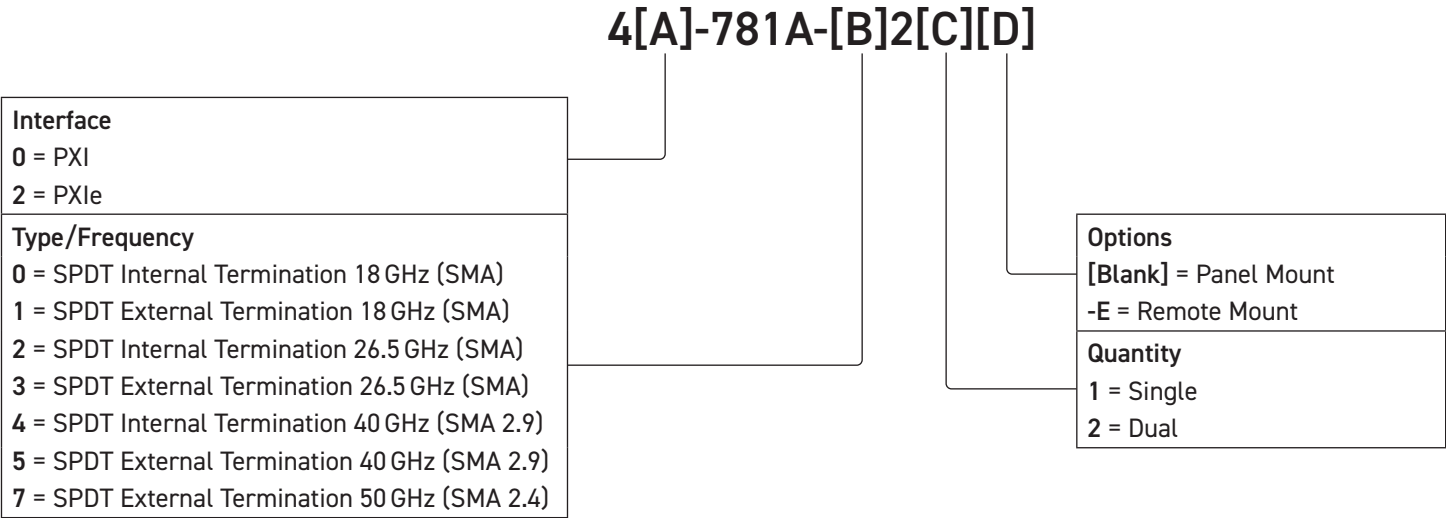 4[A]-781A-[B]2[C][D]
Interface
0 = PXI
2 = PXIe
Type/Frequency
0 = SPDT Internal Termination 18 GHz (SMA)
1 = SPDT External Termination 18 GHz (SMA)
2 = SPDT Internal Termination 26.5 GHz (SMA)
3 = SPDT External Termination 26.5 GHz (SMA)
4 = SPDT Internal Termination 40 GHz (SMA 2.9)
5 = SPDT External Termination 40 GHz (SMA 2.9)
7 = SPDT External Termination 50 GHz (SMA 2.4)
Options
[Blank] = Panel Mount
-E = Remote Mount
Quantity
1 = Single
2 = Dual